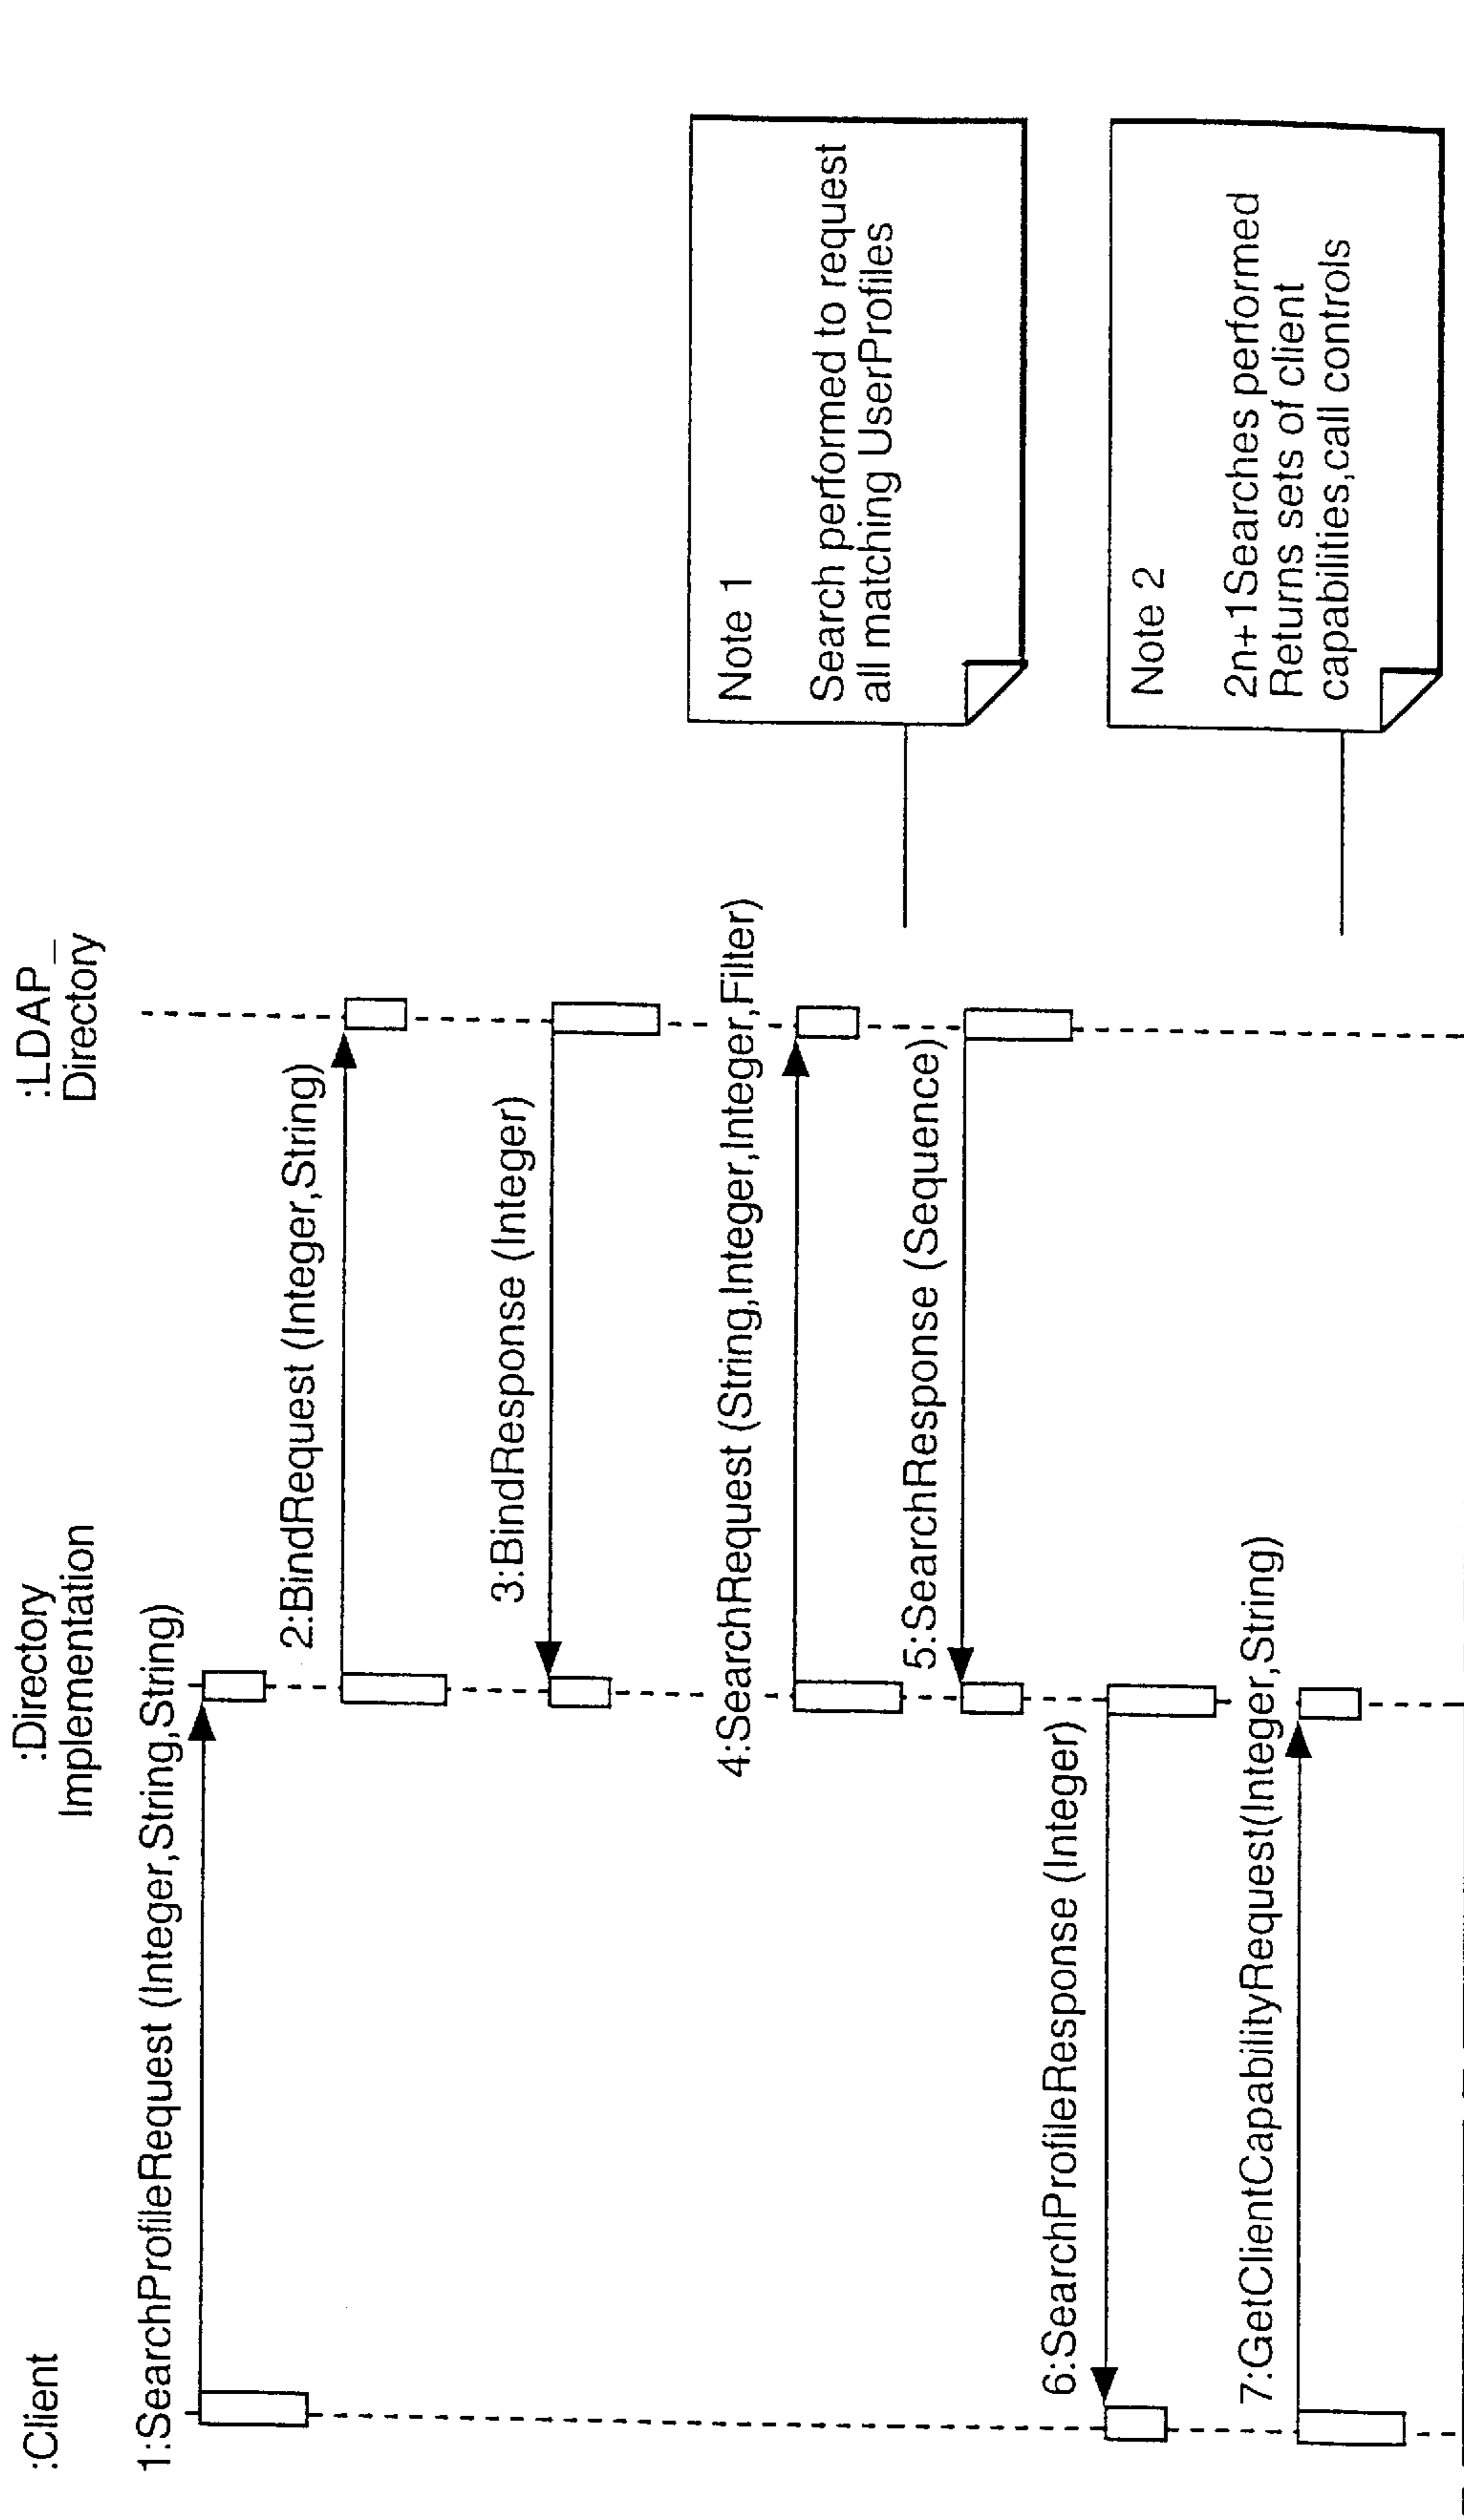 :Client
:Directory
Implementation
:LDAP_
Directory
1:SearchProfileRequest (Integer,String,String)
2:BindRequest (Integer,String)
3:BindResponse (Integer)
4:SearchRequest (String,Integer,Integer,Filter)
5:SearchResponse (Sequence)
6:SearchProfileResponse (Integer)
7:GetClientCapabilityRequest(Integer,String)
Note 1
Search performed to request
all matching UserProfiles
Note 2
2n+1Searches performed
Returns sets of client
capabilities,call controls